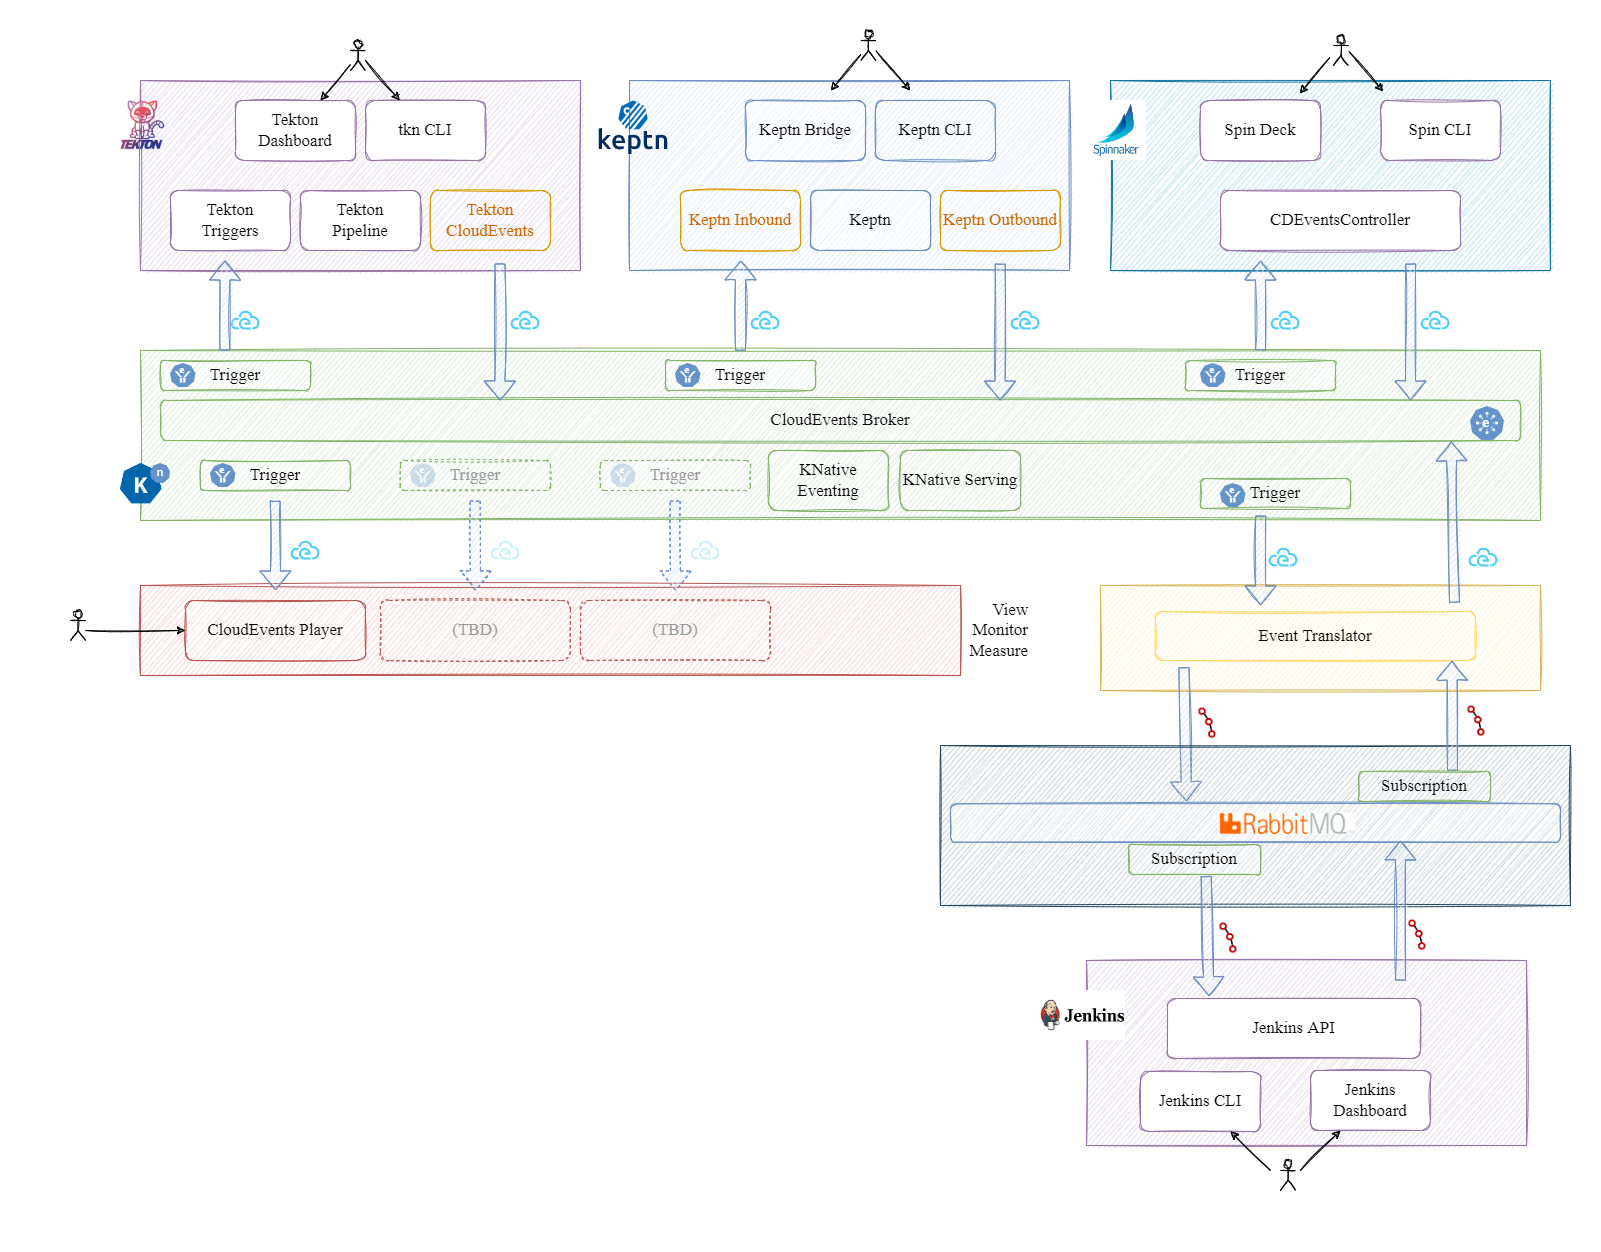 Tekton
Dashboard
tkn CLI
TEKTON
Tekton
Triggers
Tekton
Pipeline
Tekton
CloudEvents
keptn
Keptn Bridge
Keptn CLI
Keptn Inbound
Keptn
Keptn Outbound
Spinnaker
Spin Deck
Spin CLI
CDEventsController
e
Trigger
e
Trigger
e
Trigger
CloudEvents Broker
e
K
n
e
Trigger
e
Trigger
e
Trigger
KNative
Eventing
KNative Serving
e
Trigger
CloudEvents Player
(TBD)
(TBD)
View
Monitor
Measure
Event Translator
Subscription
RabbitMQ
Subscription
Jenkins
Jenkins API
Jenkins CLI
Jenkins
Dashboard